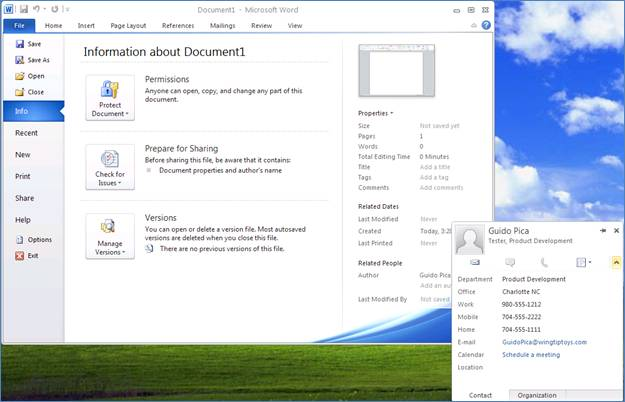 Document1 - Microsoft Word
File Home Insert Page Layout References Mailings Review View
Save
Save As
Open
Close
Info
Recent
New
Print
Share
Help
Options
Exit
Information about Document1
Protect
Document
Permissions
Anyone can open, copy, and change any part of this
document.
Check for
Issues
Prepare for Sharing
Before sharing this file, be aware that it contains:
Document properties and author's name
Manage
Versions
Versions
You can open or delete a version file. Most autosaved
versions are deleted when you close this file.
There are no previous versions of this file.
Properties
Size Not saved yet
Pages 1
Words 0
Total Editing Time 0 Minutes
Title Add a title
Tags Add a tag
Comments Add comments
Related Dates
Last Modified Never
Created Today, 3:2
Last Printed Never
Related People
Author Guido Pica
Add an au
Last Modified By Not saved
Guido Pica
Tester, Product Development
Department Product Development
Office Charlotte NC
Work 980-555-1212
Mobile 704-555-2222
Home 704-555-1111
E-mail GuidoPica@wingtiptoys.com
Calendar Schedule a meeting
Location
Contact Organization